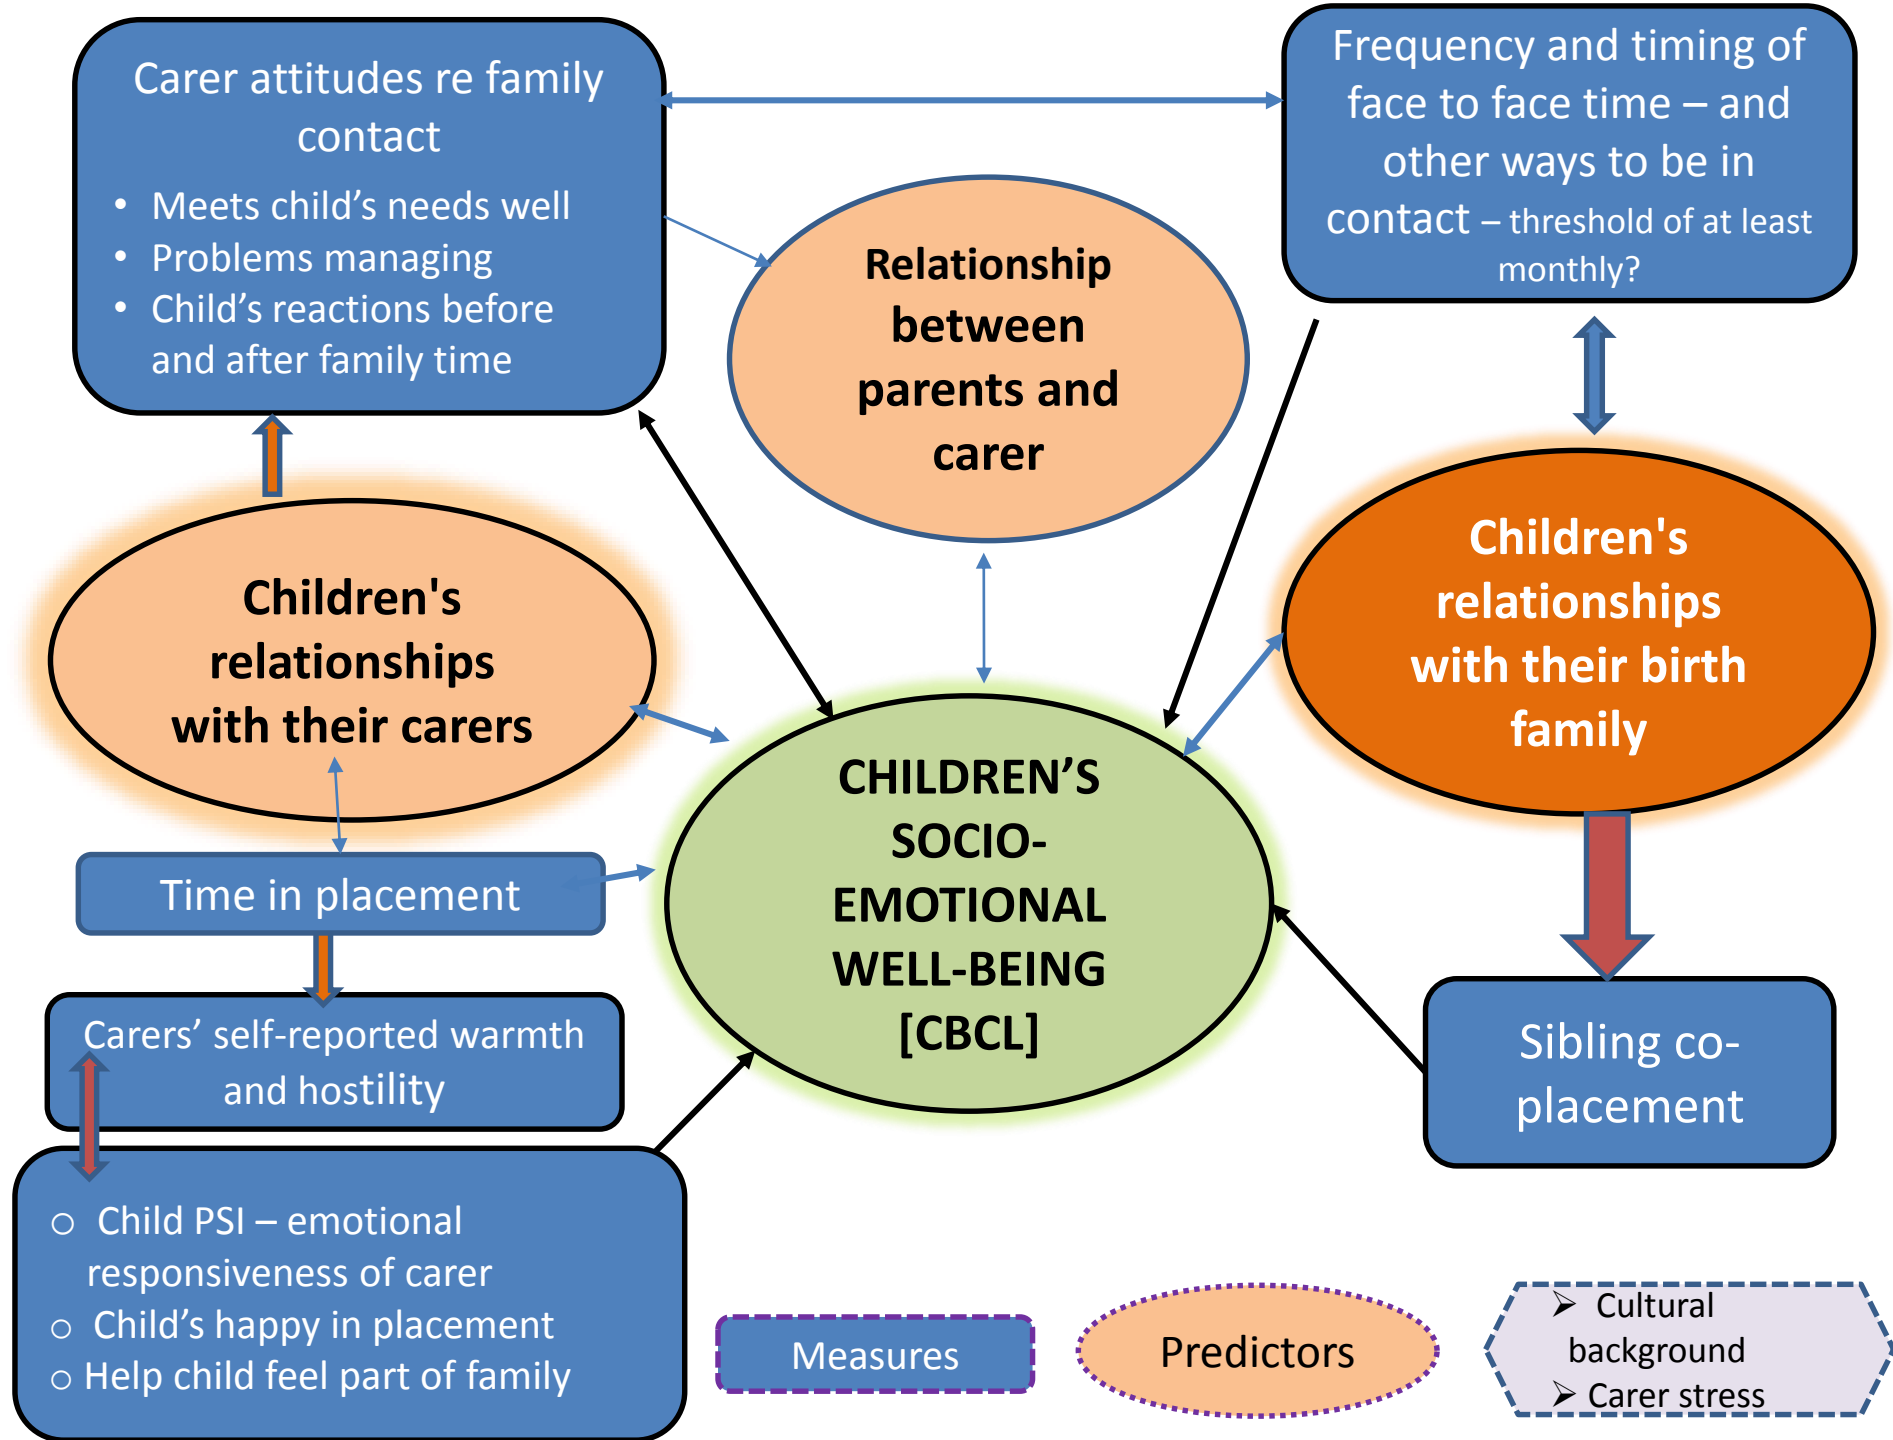 Carer attitudes re family
contact
• Meets child’s needs well
• Problems managing
• Child’s reactions before
and after family time
Frequency and timing of
face to face time – and
other ways to be in
contact – threshold of at least
monthly?
Relationship
between
parents and
carer
Children's
relationships
with their carers
Children's
relationships
with their birth
family
CHILDREN’S
SOCIO-
EMOTIONAL
WELL-BEING
[CBCL]
Time in placement
Carers’ self-reported warmth
and hostility
Sibling co-
placement
o Child PSI – emotional
responsiveness of carer
o Child’s happy in placement
o Help child feel part of family
Measures
Predictors
➢ Cultural
background
➢ Carer stress